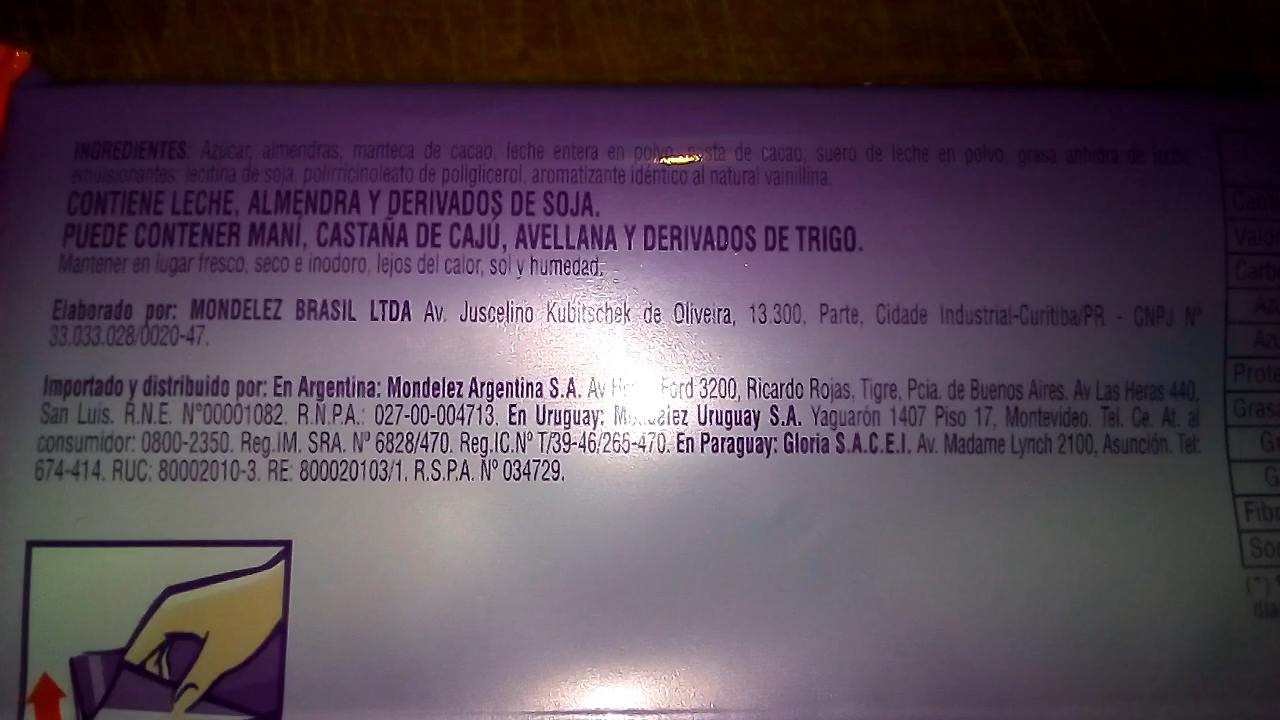 INGREDIENTES: Azúcar, almendras, manteca de cacao, leche entera en polvo, pasta de cacao, suero de leche en polvo, grasa anhidra de leche,
emulsionantes: lecitina de soja, polirricinoleato de poliglicerol, aromatizante idéntico al natural vainillina.
CONTIENE LECHE, ALMENDRA Y DERIVADOS DE SOJA.
PUEDE CONTENER MANÍ, CASTAÑA DE CAJÚ, AVELLANA Y DERIVADOS DE TRIGO.
Mantener en lugar fresco, seco e inodoro, lejos del calor, sol y humedad.
Elaborado por: MONDELEZ BRASIL LTDA Av. Juscelino Kubitschek de Oliveira, 13.300, Parte, Cidade Industrial-Curitiba/PR - CNPJ Nº
33.033.028/0020-47.
Importado y distribuido por: En Argentina: Mondelez Argentina S.A. Av Ford 3200, Ricardo Rojas, Tigre, Pcia. de Buenos Aires. Av Las Heras 440,
San Luis. R.N.E. N°00001082. R.N.P.A.: 027-00-004713. En Uruguay: Mondelez Uruguay S.A. Yaguarón 1407 Piso 17, Montevideo. Tel. Ce. At. al
consumidor: 0800-2350. Reg.IM. SRA. Nº 6828/470. Reg.IC.Nº T/39-46/265-470. En Paraguay: Gloria S.A.C.E.I. Av. Madame Lynch 2100, Asunción. Tel:
674-414. RUC: 80002010-3. RE: 800020103/1. R.S.P.A. Nº 034729.